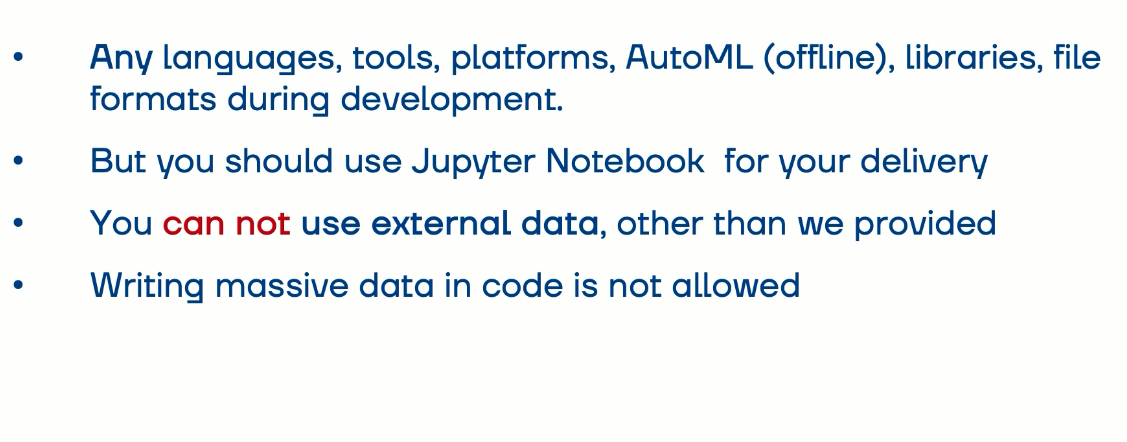 • Any languages, tools, platforms, AutoML (offline), libraries, file
formats during development.
• But you should use Jupyter Notebook  for your delivery
• You can not use external data, other than we provided
• Writing massive data in code is not allowed